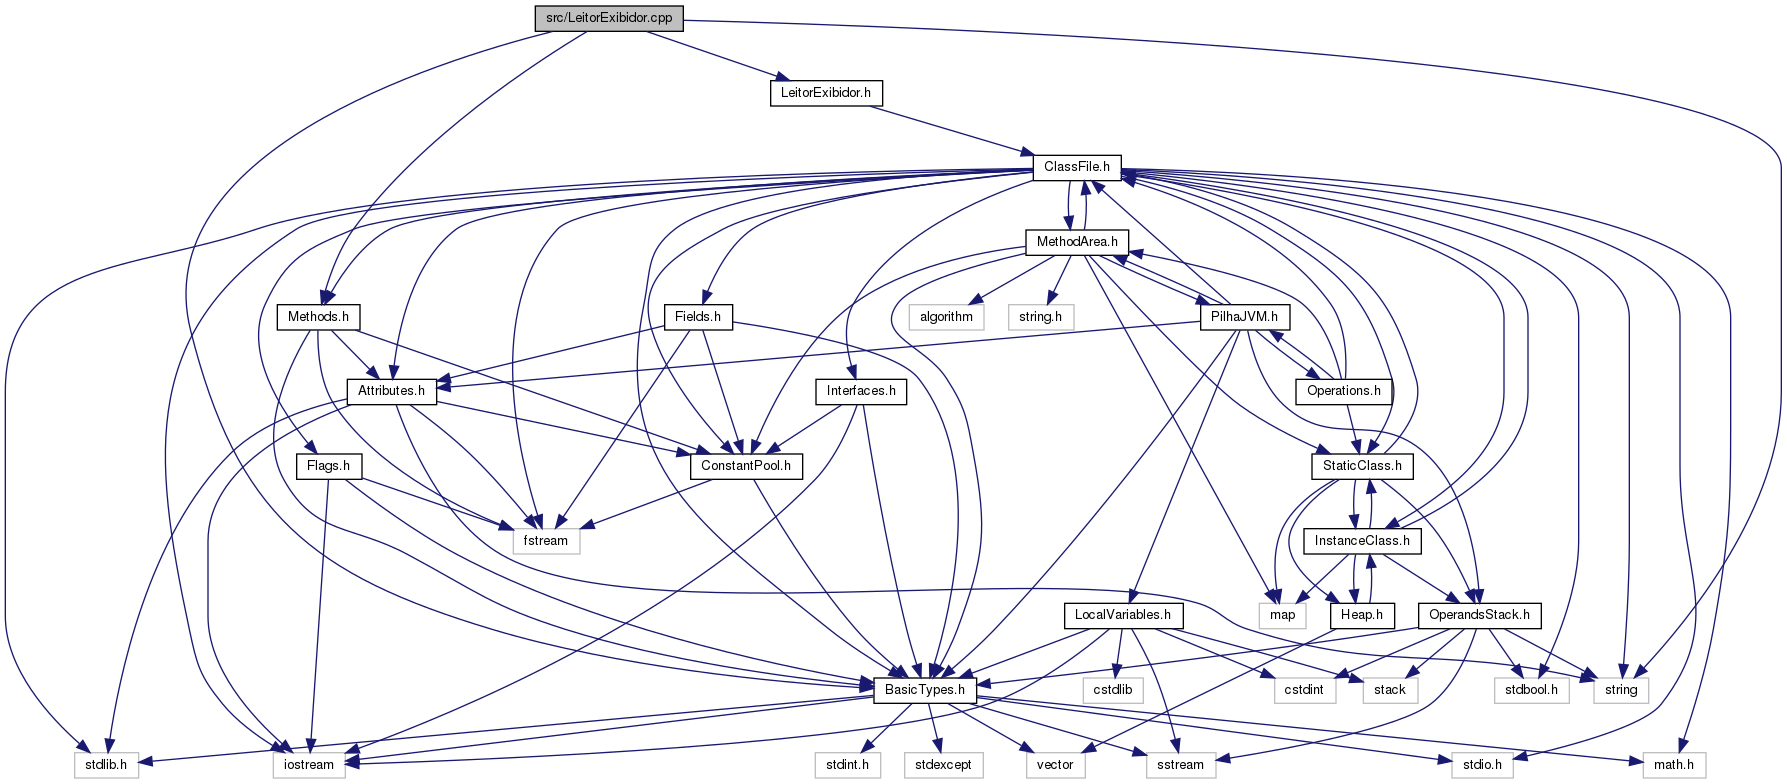 src/LeitorExibidor.cpp
LeitorExibidor.h
ClassFile.h
MethodArea.h
Methods.h
Fields.h
algorithm
string.h
PilhaJVM.h
Attributes.h
Interfaces.h
Operations.h
Flags.h
ConstantPool.h
StaticClass.h
fstream
InstanceClass.h
LocalVariables.h
map
Heap.h
OperandsStack.h
BasicTypes.h
cstdlib
cstdint
stack
stdbool.h
string
stdlib.h
iostream
stdint.h
stdexcept
vector
sstream
stdio.h
math.h